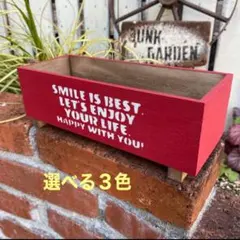 JUNK
GARDEN
SMILE IS BEST.
LET'S ENJOY
YOUR LIFE.
HAPPY WITH YOU!
選べる3色